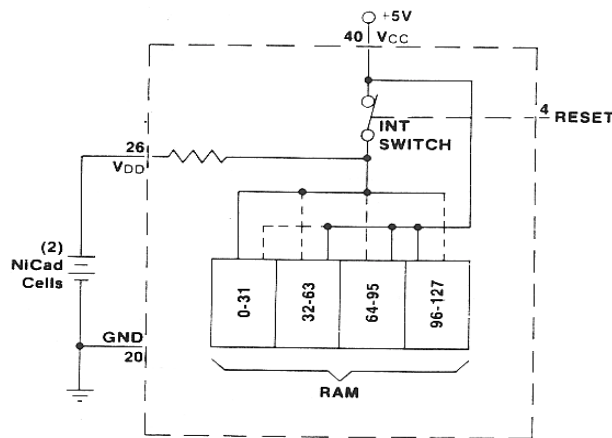 +5V
40 VCC
4 RESET
INT
SWITCH
26
VDD
(2)
NiCad
Cells
0-31
32-63
64-95
96-127
GND
20
RAM